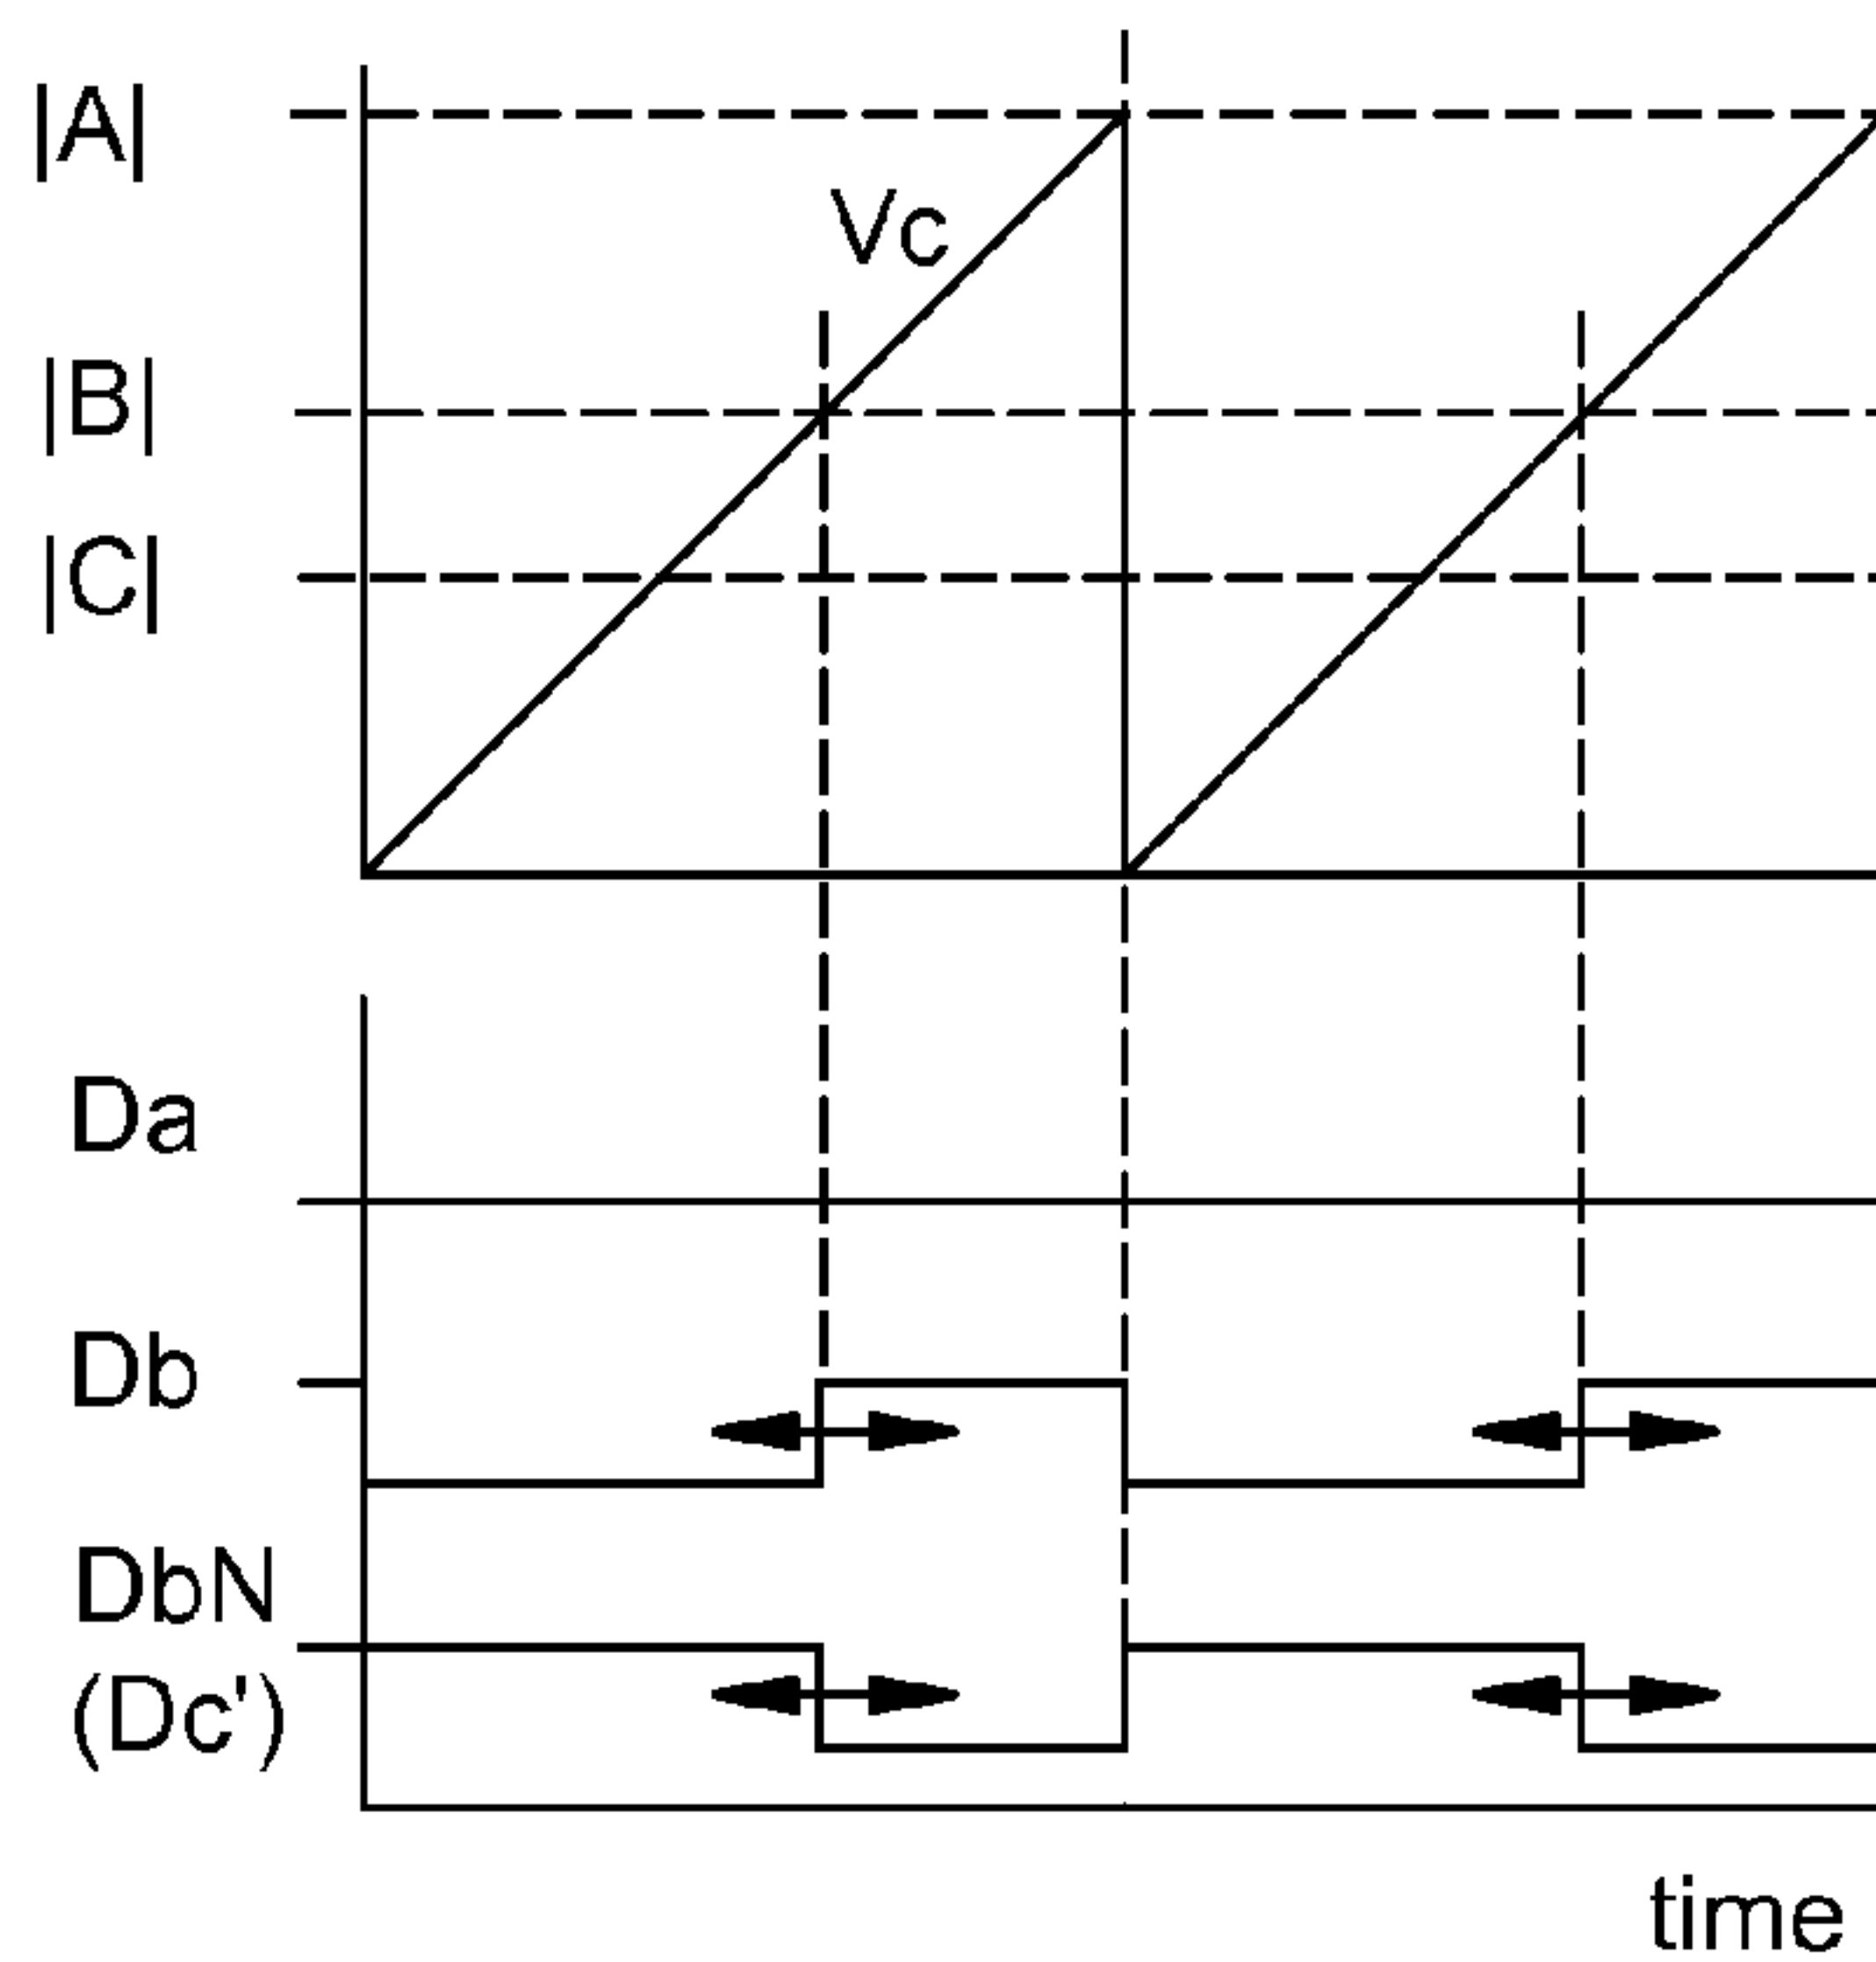 |A|
Vc
|B|
|C|
Da
Db
DbN
(Dc')
time